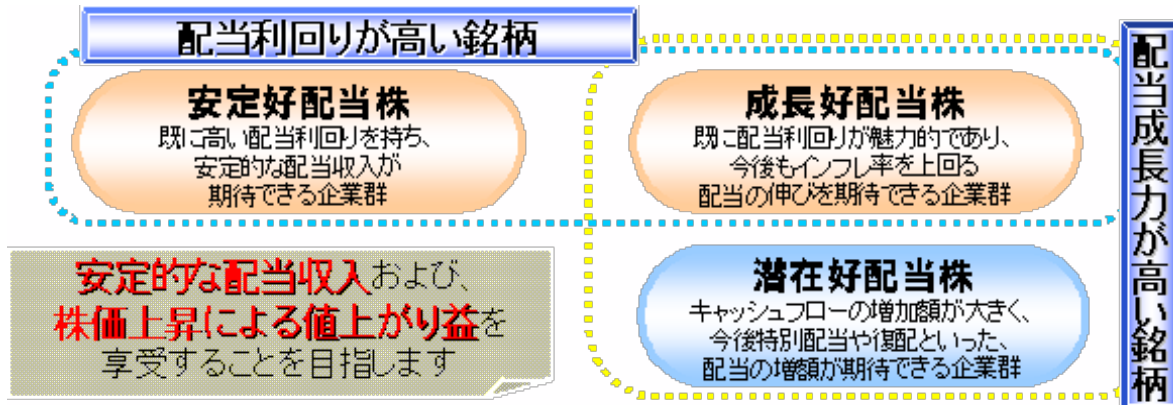 配当利回りが高い銘柄
安定好配当株
既に高い配当利回りを持ち、
安定的な配当収入が
期待できる企業群
成長好配当株
既に配当利回りが魅力的であり、
今後もインフレ率を上回る
配当の伸びを期待できる企業群
配当成長力が高い銘柄
安定的な配当収入および、
株価上昇による値上がり益を
享受することを目指します
潜在好配当株
キャッシュフローの増加額が大きく、
今後特別配当や復配といった、
配当の増額が期待できる企業群